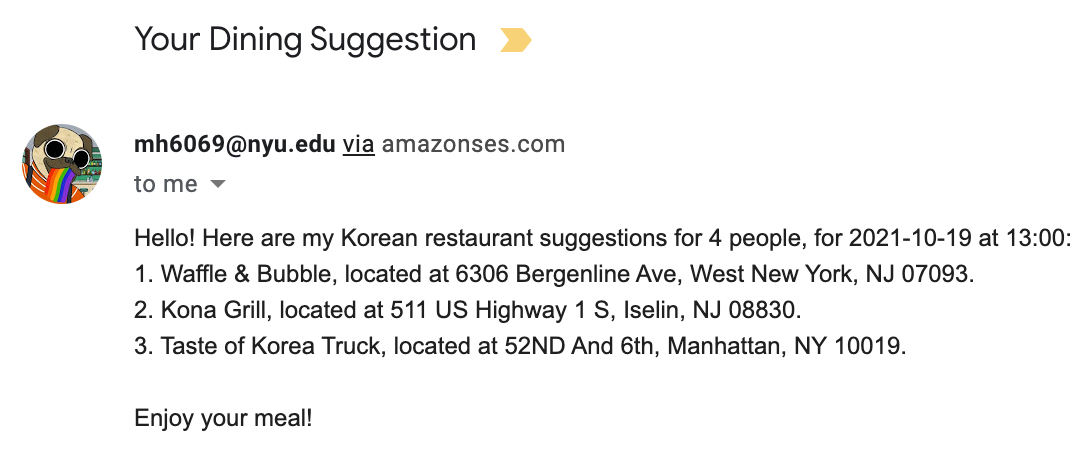 Your Dining Suggestion
mh6069@nyu.edu via amazonses.com
to me
Hello! Here are my Korean restaurant suggestions for 4 people, for 2021-10-19 at 13:00:
1. Waffle & Bubble, located at 6306 Bergenline Ave, West New York, NJ 07093.
2. Kona Grill, located at 511 US Highway 1 S, Iselin, NJ 08830.
3. Taste of Korea Truck, located at 52ND And 6th, Manhattan, NY 10019.
Enjoy your meal!